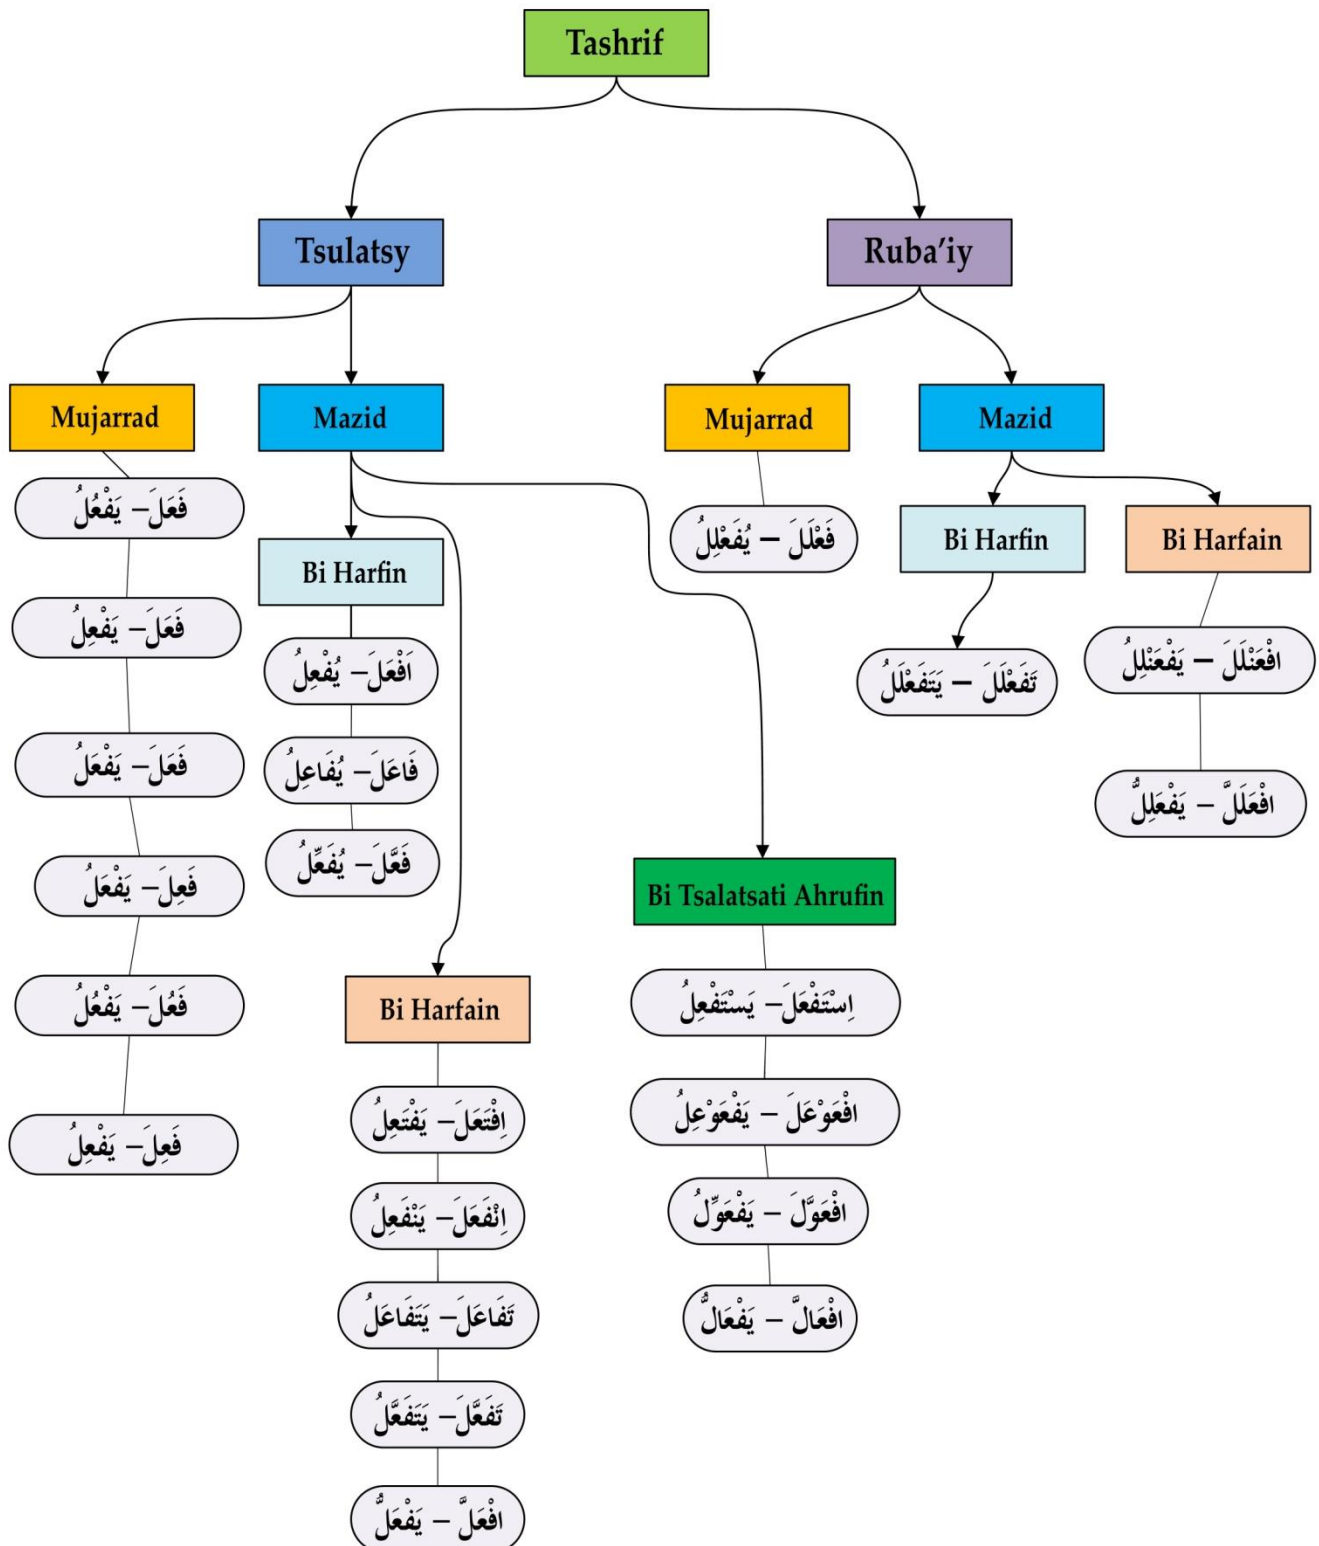 Tashrif
Tsulatsy
Ruba'iy
Mujarrad
فَعَلَ – يَفْعُلُ
فَعَلَ – يَفْعِلُ
فَعَلَ – يَفْعَلُ
فَعِلَ – يَفْعَلُ
فَعُلَ – يَفْعُلُ
فَعِلَ – يَفْعِلُ
Mazid
Bi Harfin
اَفْعَلَ – يُفْعِلُ
فَاعَلَ – يُفَاعِلُ
فَعَّلَ – يُفَعِّلُ
Bi Harfain
اِفْتَعَلَ – يَفْتَعِلُ
اِنْفَعَلَ – يَنْفَعِلُ
تَفَاعَلَ – يَتَفَاعَلُ
تَفَعَّلَ – يَتَفَعَّلُ
افْعَلَّ – يَفْعَلُّ
Bi Tsalatsati Ahrufin
اِسْتَفْعَلَ – يَسْتَفْعِلُ
افْعَوْعَلَ – يَفْعَوْعِلُ
افْعَوَّلَ – يَفْعَوِّلُ
افْعَالَّ – يَفْعَالُّ
Mujarrad
فَعْلَلَ – يُفَعْلِلُ
Mazid
Bi Harfin
تَفَعْلَلَ – يَتَفَعْلَلُ
Bi Harfain
افْعَنْلَلَ – يَفْعَنْلِلُ
افْعَلَلَّ – يَفْعَلِلُّ